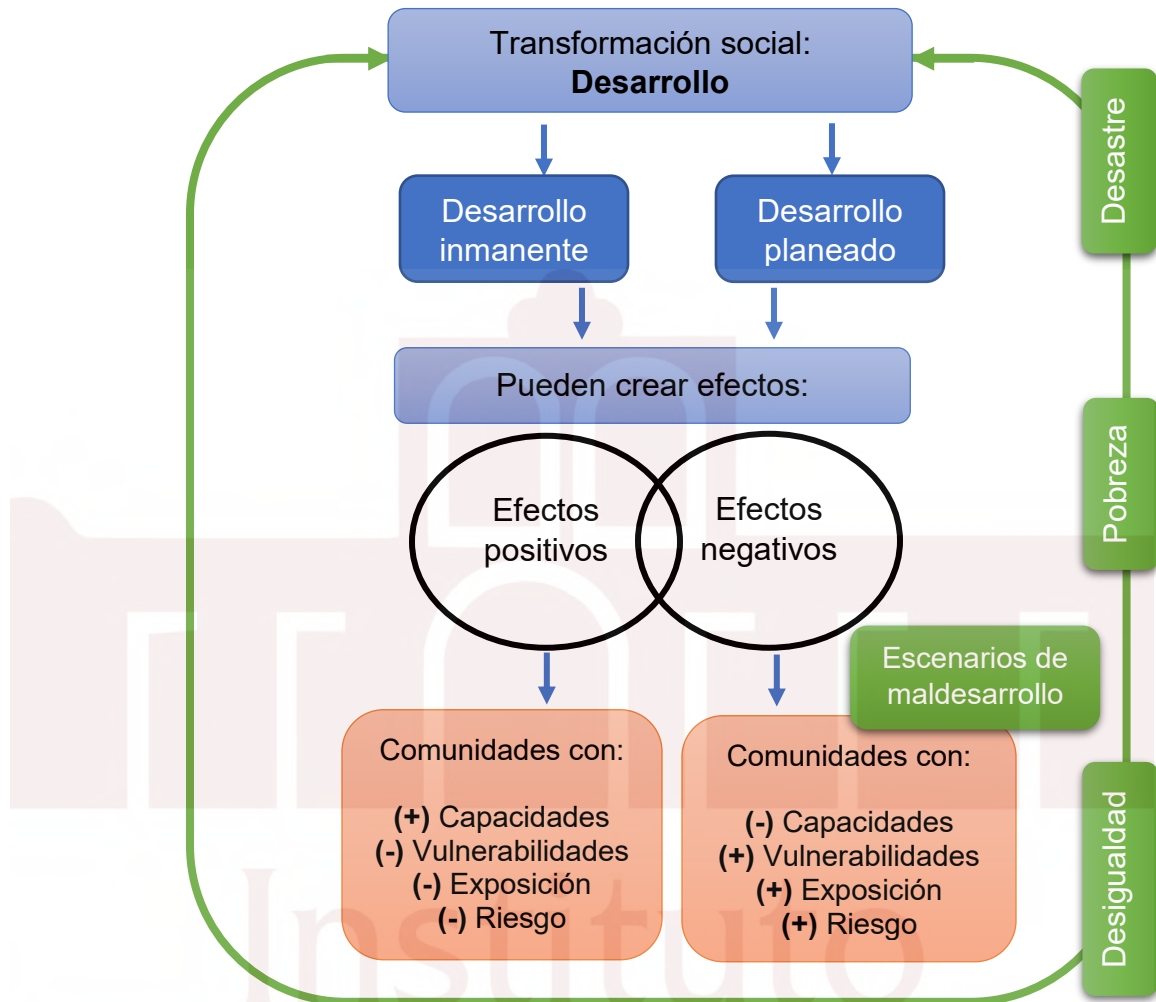 Transformación social:
Desarrollo
Desarrollo
inmanente
Desarrollo
planeado
Pueden crear efectos:
Efectos
positivos
Efectos
negativos
Escenarios de
maldesarrollo
Comunidades con:
(+) Capacidades
(-) Vulnerabilidades
(-) Exposición
(-) Riesgo
Comunidades con:
(-) Capacidades
(+) Vulnerabilidades
(+) Exposición
(+) Riesgo
Desastre
Pobreza
Desigualdad
Instituto